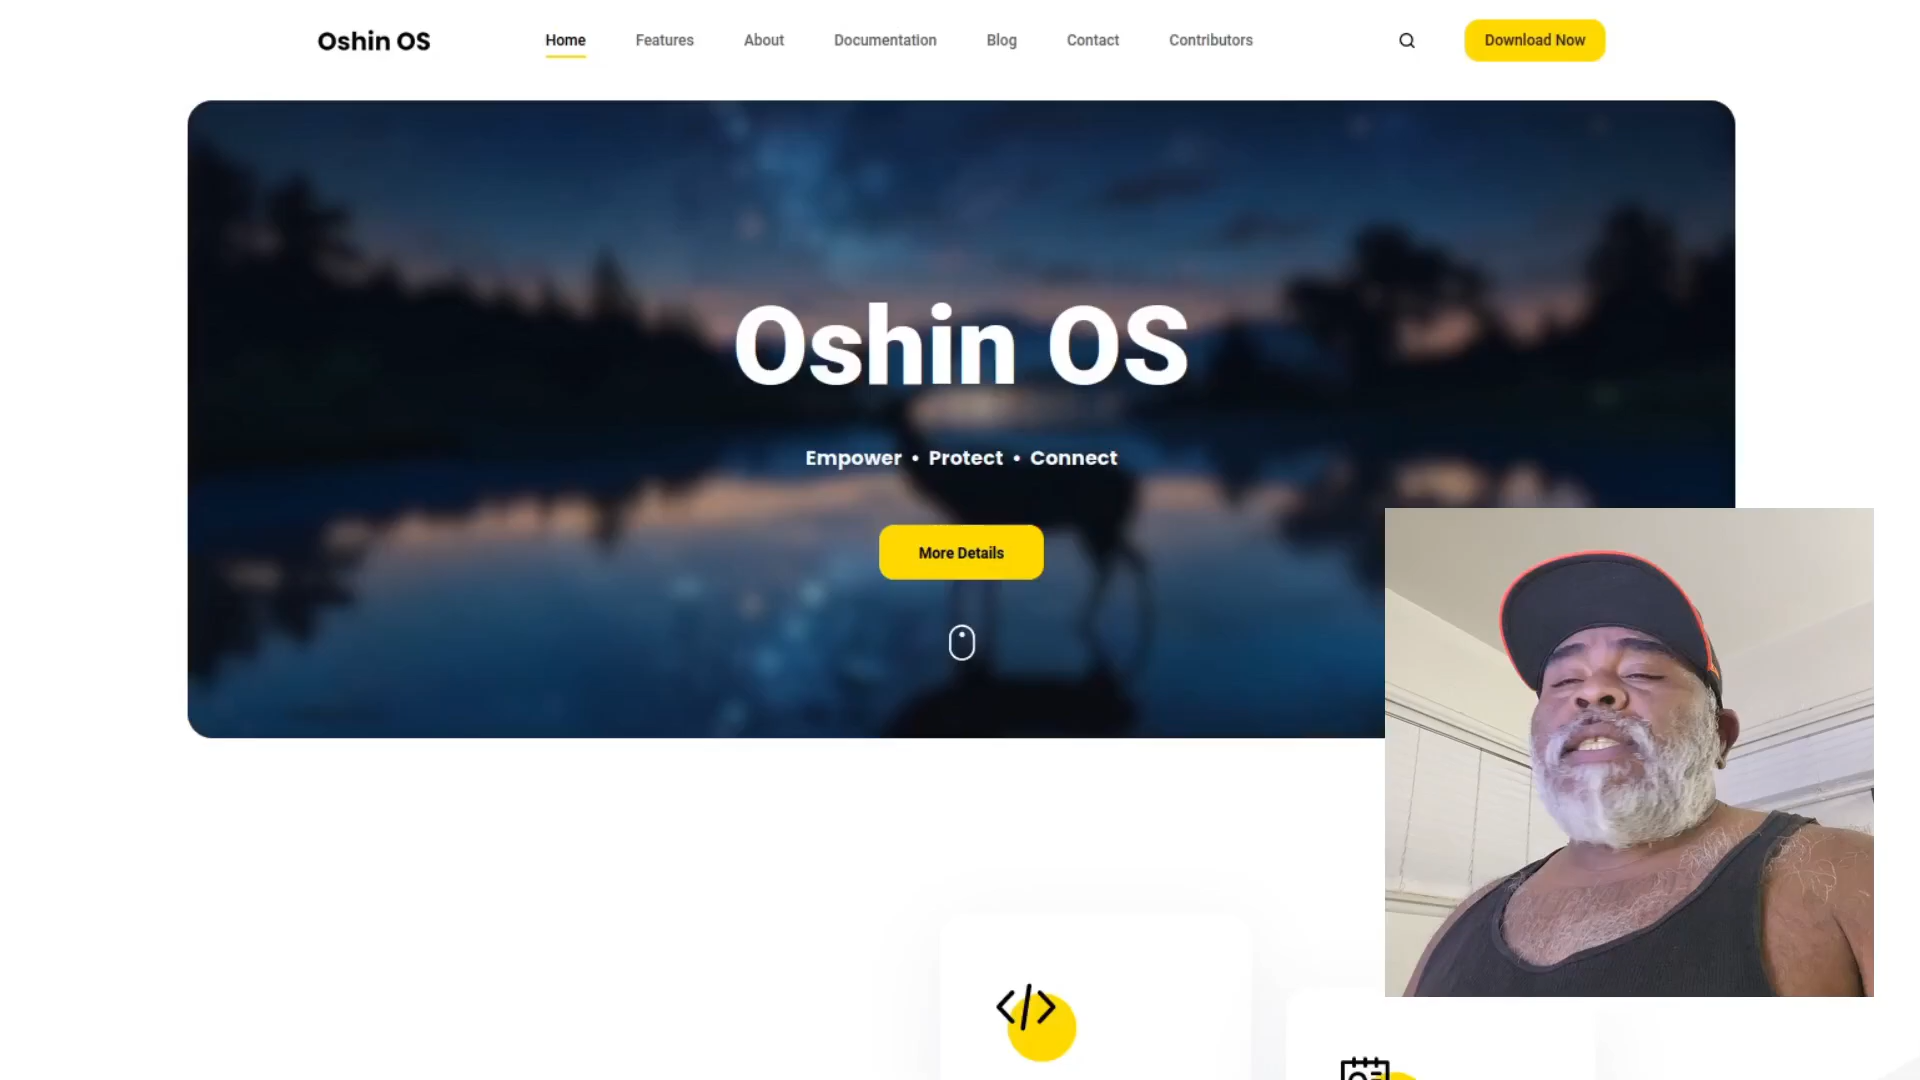 Oshin OS
Home Features About Documentation Blog Contact Contributors
Download Now
Oshin OS
Empower • Protect • Connect
More Details